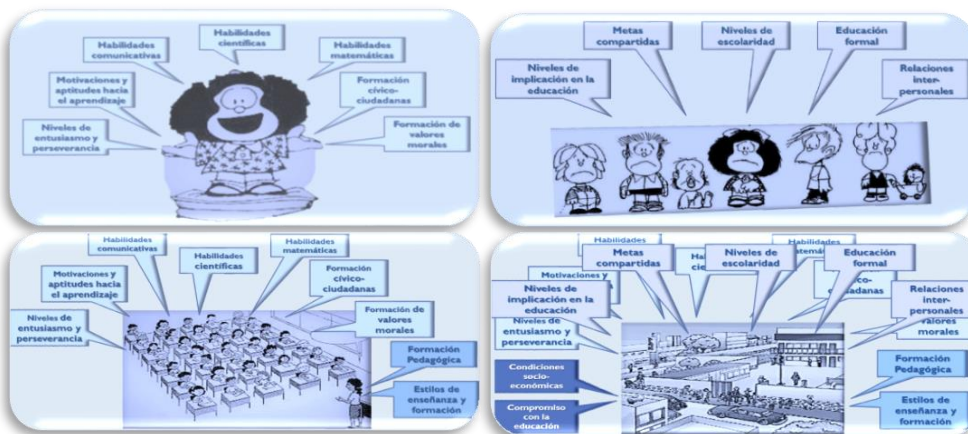 Habilidades
científicas
Habilidades
comunicativas
Habilidades
matemáticas
Motivaciones y
aptitudes hacia
el aprendizaje
Formación
cívico-
ciudadanas
Niveles de
entusiasmo y
perseverancia
Formación de
valores
morales
Metas
compartidas
Niveles de
escolaridad
Educación
formal
Niveles de
implicación en la
educación
Relaciones
inter-
personales
Habilidades
comunicativas
Habilidades
científicas
Habilidades
matemáticas
Motivaciones y
aptitudes hacia
el aprendizaje
Formación
cívico-
ciudadanas
Niveles de
entusiasmo y
perseverancia
Formación de
valores
morales
Formación
Pedagógica
Estilos de
enseñanza y
formación
Habilidades
Metas
compartidas
Niveles de
escolaridad
Educación
formal
Motivaciones y
Niveles de
implicación en la
educación
ciudadanas
Relaciones
inter-
personales
Niveles de
entusiasmo y
perseverancia
valores
morales
Condiciones
socio-
económicas
Compromiso
con la
educación
Formación
Pedagógica
Estilos de
enseñanza y
formación